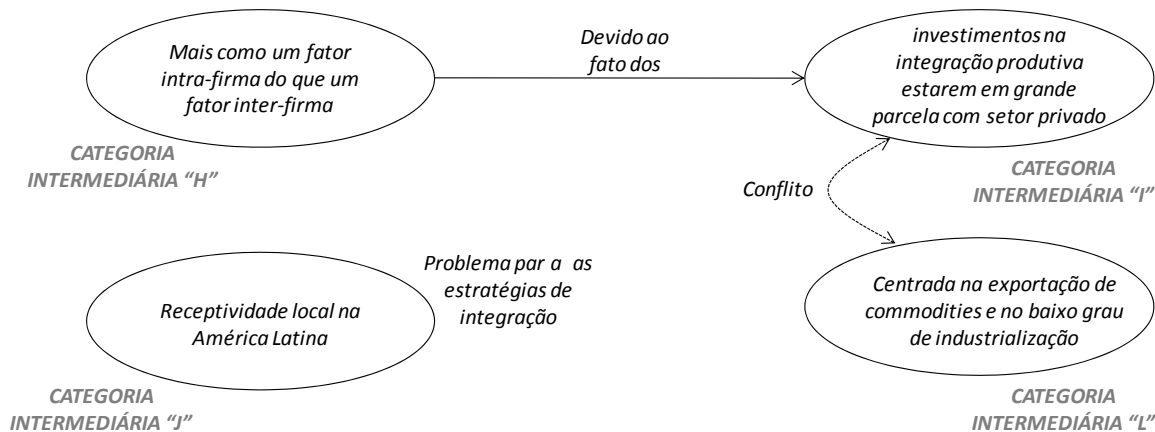 Mais como um fator
intra-firma do que um
fator inter-firma
Devido ao
fato dos
investimentos na
integração produtiva
estarem em grande
parcela com setor privado
CATEGORIA
INTERMEDIÁRIA “H”
CATEGORIA
INTERMEDIÁRIA “I”
Conflito
Receptividade local na
América Latina
Problema par a as
estratégias de
integração
Centrada na exportação de
commodities e no baixo grau
de industrialização
CATEGORIA
INTERMEDIÁRIA “J”
CATEGORIA
INTERMEDIÁRIA “L”